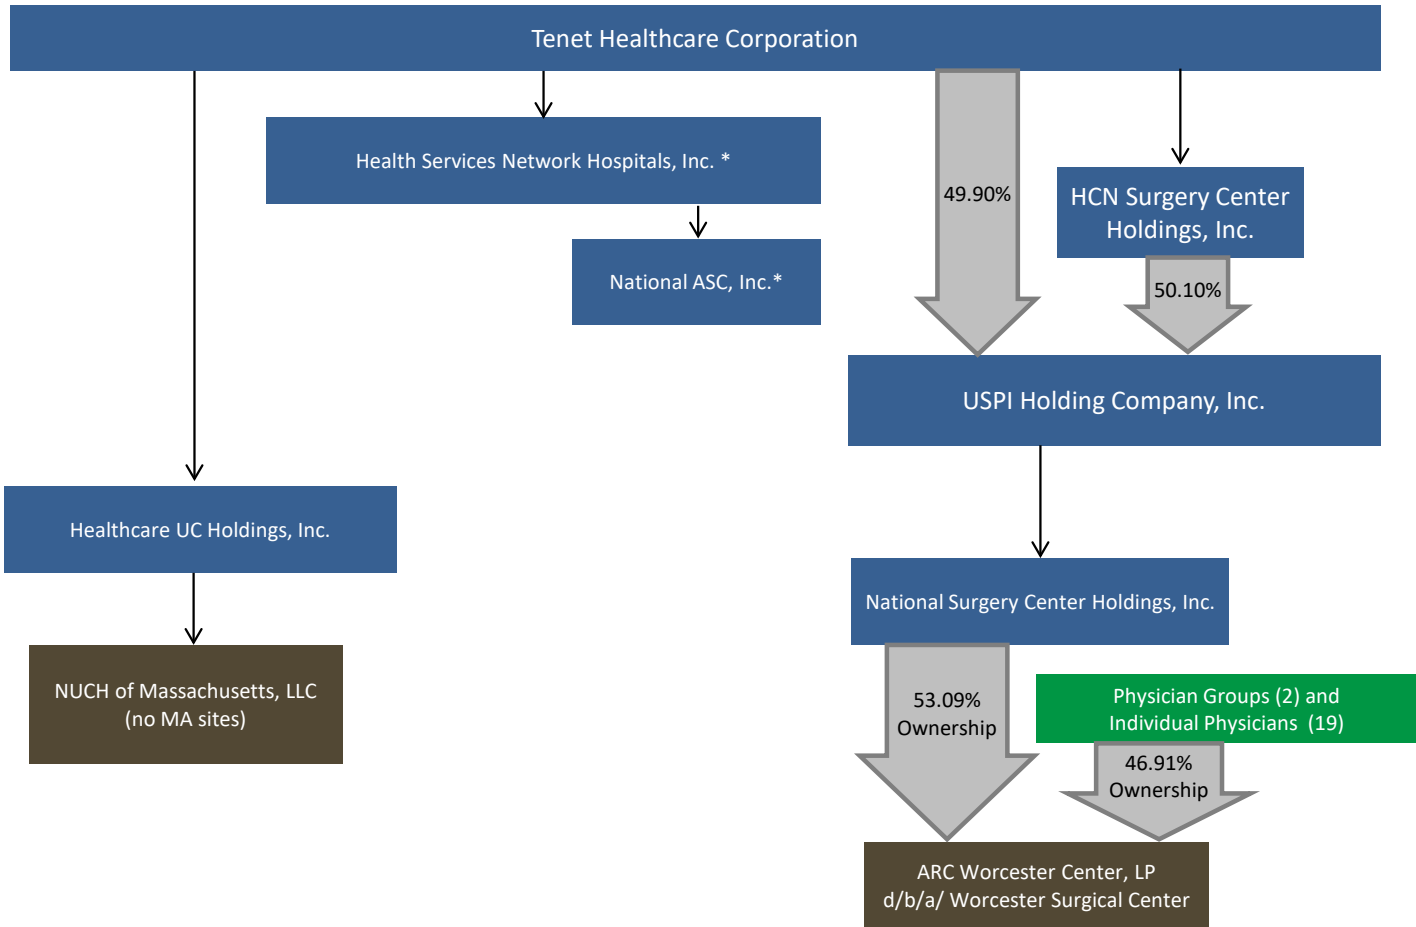 Tenet Healthcare Corporation
Health Services Network Hospitals, Inc. *
49.90%
HCN Surgery Center
Holdings, Inc.
National ASC, Inc.*
50.10%
USPI Holding Company, Inc.
Healthcare UC Holdings, Inc.
National Surgery Center Holdings, Inc.
NUCH of Massachusetts, LLC
(no MA sites)
53.09%
Ownership
Physician Groups (2) and
Individual Physicians (19)
46.91%
Ownership
ARC Worcester Center, LP
d/b/a/ Worcester Surgical Center